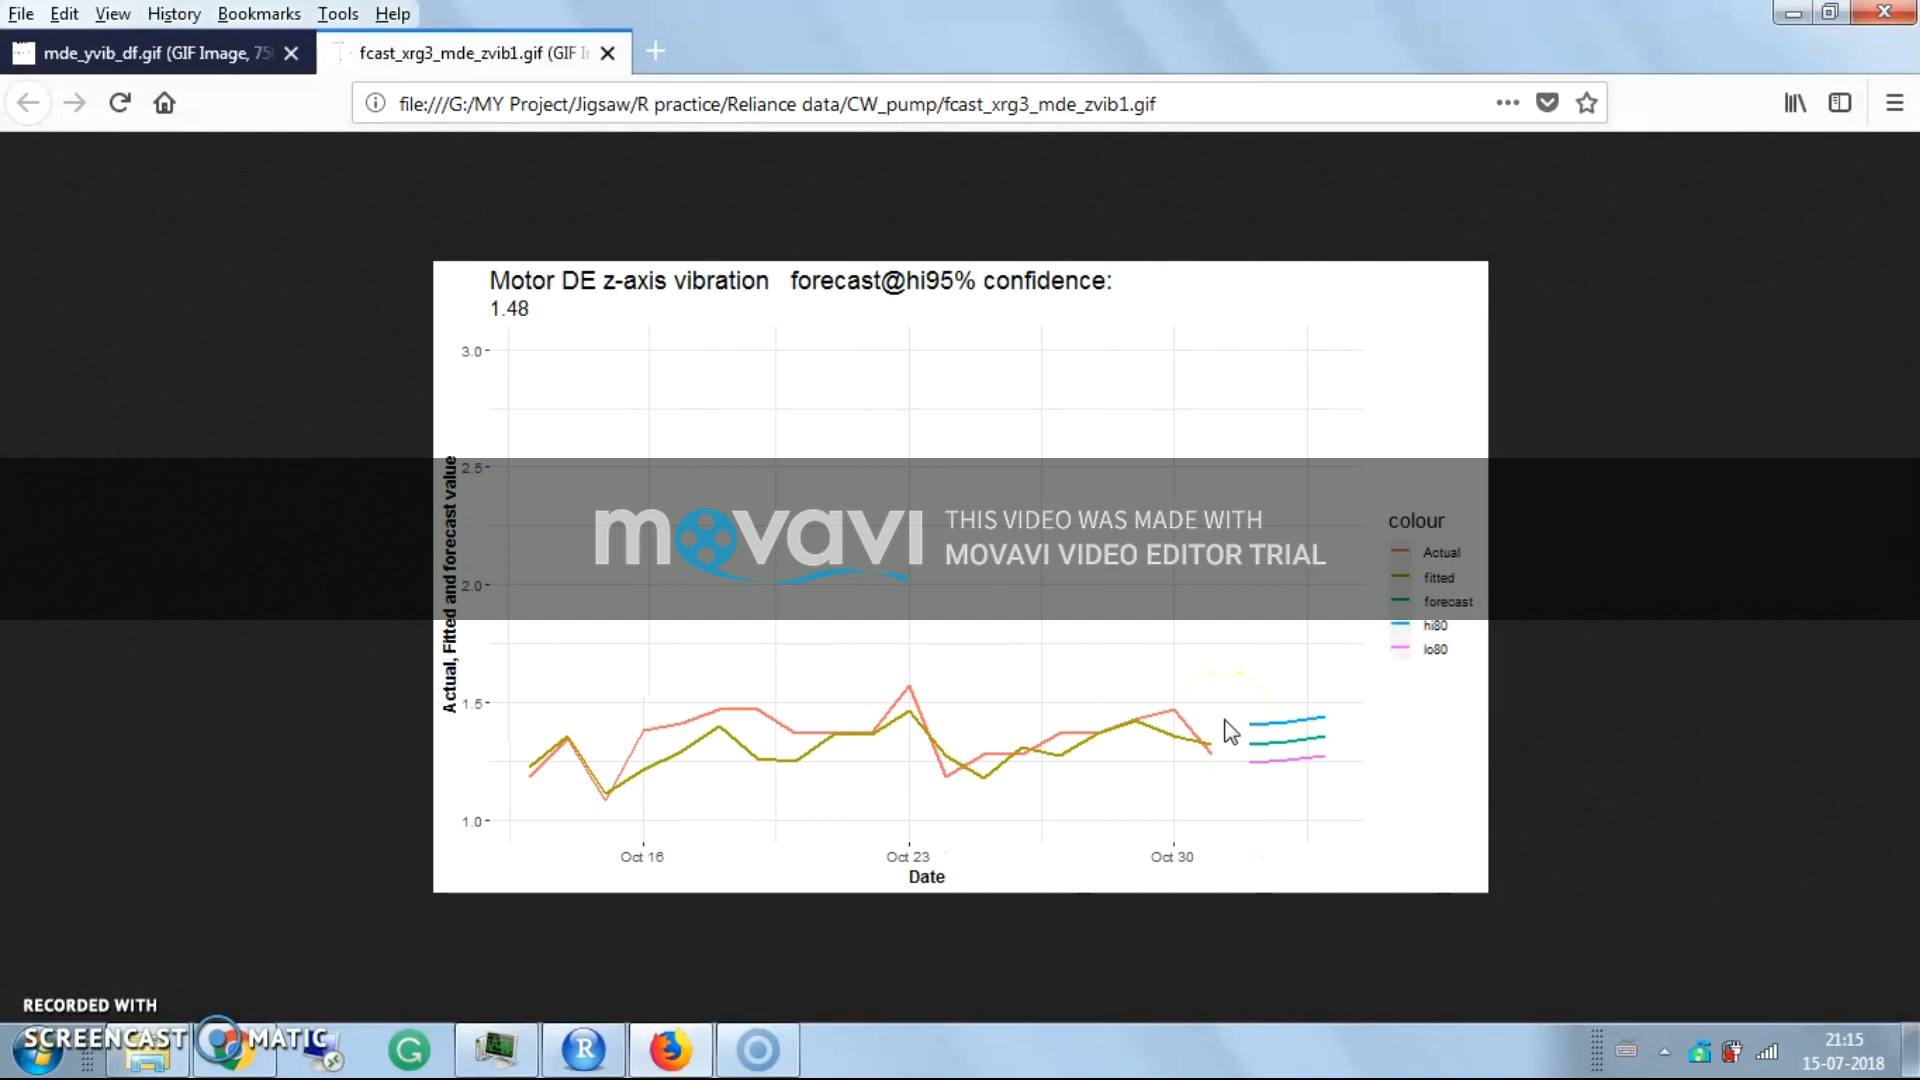 File Edit View History Bookmarks Tools Help
mde_yvib_df.gif (GIF Image, 75
fcast_xrg3_mde_zvib1.gif (GIF I
file:///G:/MY Project/Jigsaw/R practice/Reliance data/CW_pump/fcast_xrg3_mde_zvib1.gif
Motor DE z-axis vibration forecast@hi95% confidence:
1.48
3.0
2.5
2.0
1.5
1.0
Actual, Fitted and forecast value
movavi
THIS VIDEO WAS MADE WITH
MOVAVI VIDEO EDITOR TRIAL
colour
Actual
fitted
forecast
hi80
lo80
Oct 16
Oct 23
Oct 30
Date
RECORDED WITH
SCREENCAST MATIC
G
R
21:15
15-07-2018